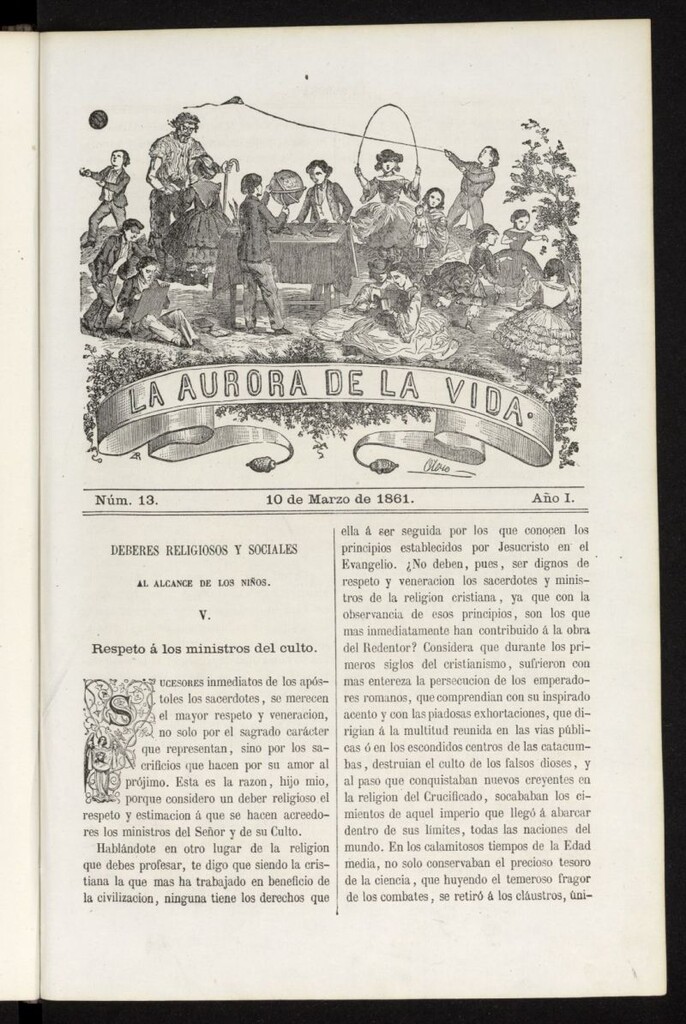 LA AURORA DE LA VIDA.
Núm. 13.
10 de Marzo de 1861.
Año I.
DEBERES RELIGIOSOS Y SOCIALES
AL ALCANCE DE LOS NIÑOS.
V.
Respeto á los ministros del culto.
SUCESORES inmediatos de los após-
toles los sacerdotes, se merecen
el mayor respeto y veneracion,
no solo por el sagrado carácter
que representan, sino por los sa-
crificios que hacen por su amor al
prójimo. Esta es la razon, hijo mio,
porque considero un deber religioso el
respeto y estimacion á que se hacen acreedo-
res los ministros del Señor y de su Culto.
Hablándote en otro lugar de la religion
que debes profesar, te digo que siendo la cris-
tiana la que mas ha trabajado en beneficio de
la civilizacion, ninguna tiene los derechos que
ella á ser seguida por los que conocen los
principios establecidos por Jesucristo en el
Evangelio. ¿No deben, pues, ser dignos de
respeto y veneracion los sacerdotes y minis-
tros de la religion cristiana, ya que con la
observancia de esos principios, son los que
mas inmediatamente han contribuido á la obra
del Redentor? Considera que durante los pri-
meros siglos del cristianismo, sufrieron con
mas entereza la persecucion de los emperado-
res romanos, que comprendian con su inspirado
acento y con las piadosas exhortaciones, que di-
rigian á la multitud reunida en las vias públi-
cas ó en los escondidos centros de las catacum-
bas, destruian el culto de los falsos dioses, y
al paso que conquistaban nuevos creyentes en
la religion del Crucificado, socababan los ci-
mientos de aquel imperio que llegó á abarcar
dentro de sus límites, todas las naciones del
mundo. En los calamitosos tiempos de la Edad
media, no solo conservaban el precioso tesoro
de la ciencia, que huyendo el temeroso fragor
de los combates, se retiró á los cláustros, úni-